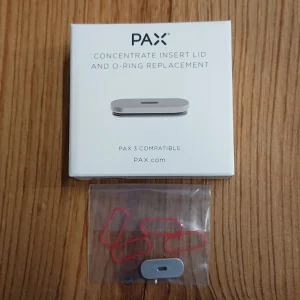 PAX
CONCENTRATE INSERT LID
AND O-RING REPLACEMENT
PAX 3 COMPATIBLE
PAX.com